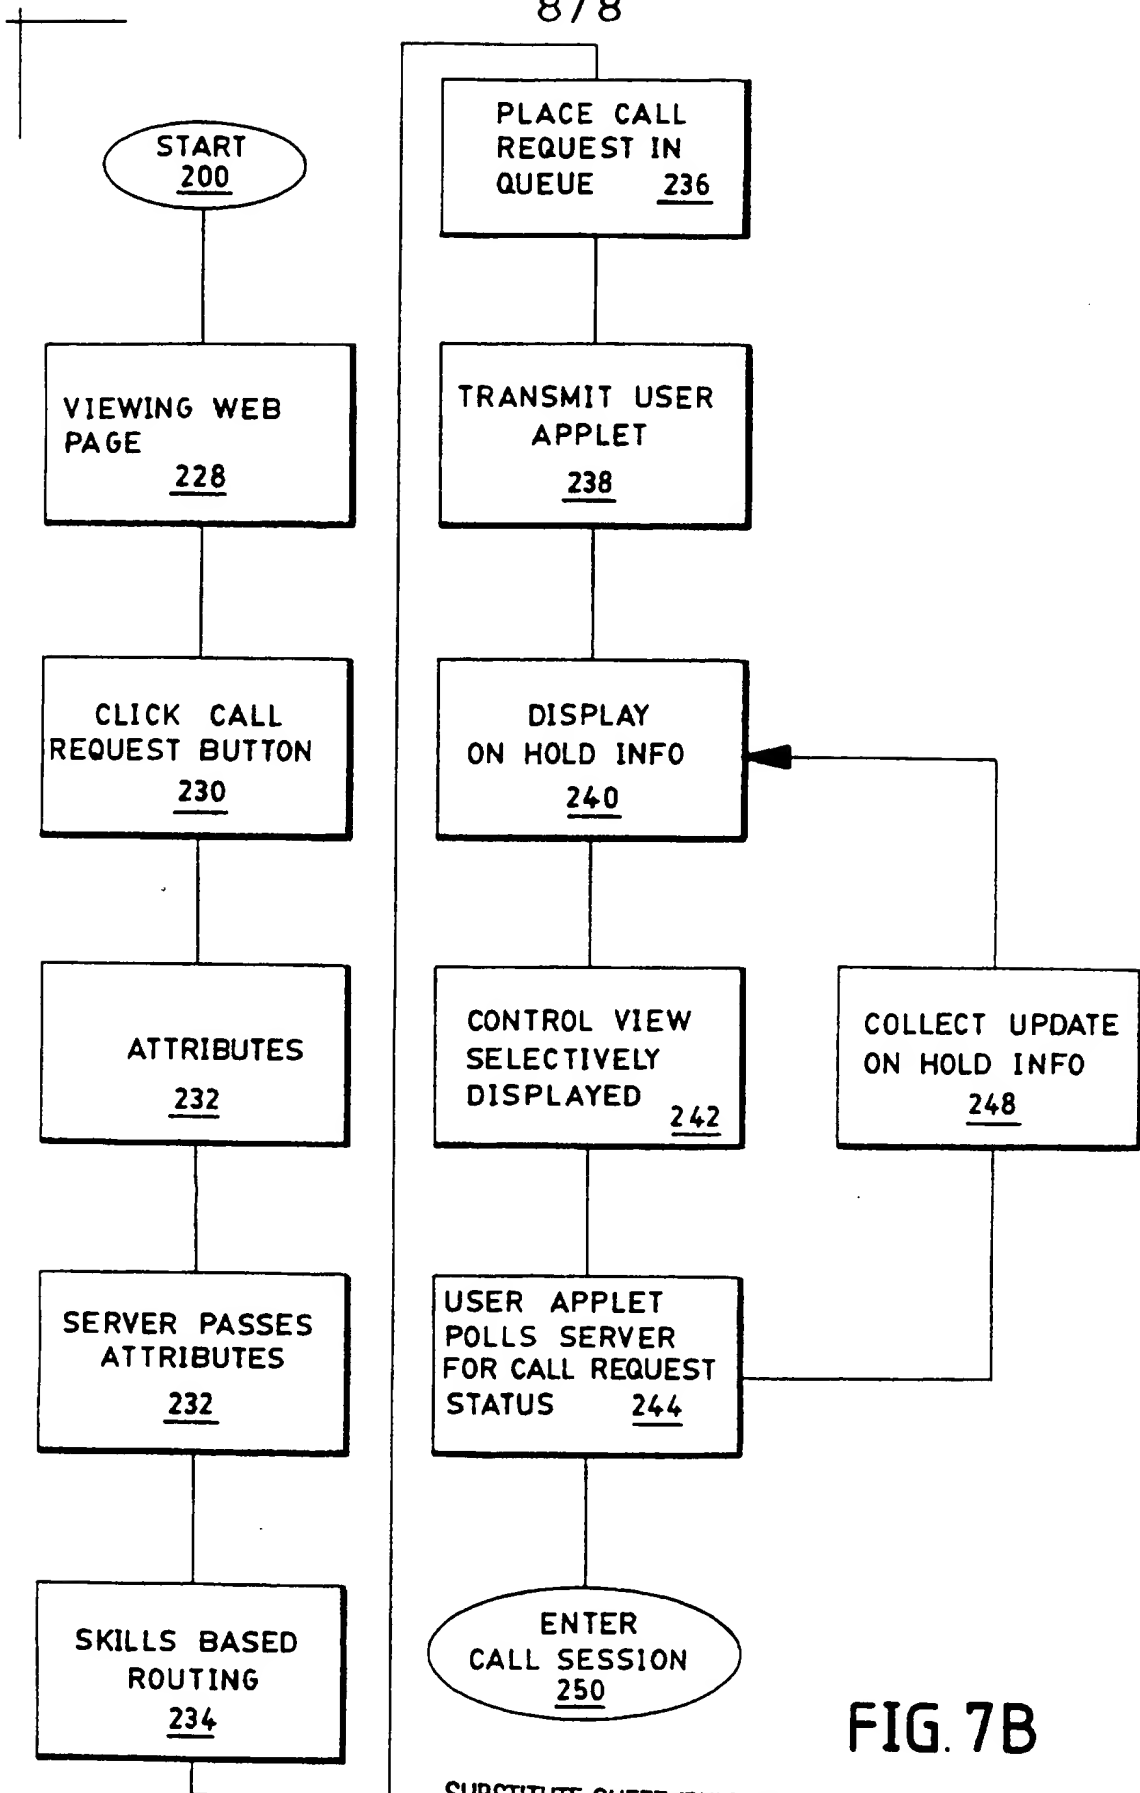 8/8
START
200
VIEWING WEB
PAGE
228
CLICK CALL
REQUEST BUTTON
230
ATTRIBUTES
232
SERVER PASSES
ATTRIBUTES
232
SKILLS BASED
ROUTING
234
PLACE CALL
REQUEST IN
QUEUE 236
TRANSMIT USER
APPLET
238
DISPLAY
ON HOLD INFO
240
CONTROL VIEW
SELECTIVELY
DISPLAYED
242
USER APPLET
POLLS SERVER
FOR CALL REQUEST
STATUS 244
COLLECT UPDATE
ON HOLD INFO
248
ENTER
CALL SESSION
250
FIG. 7B